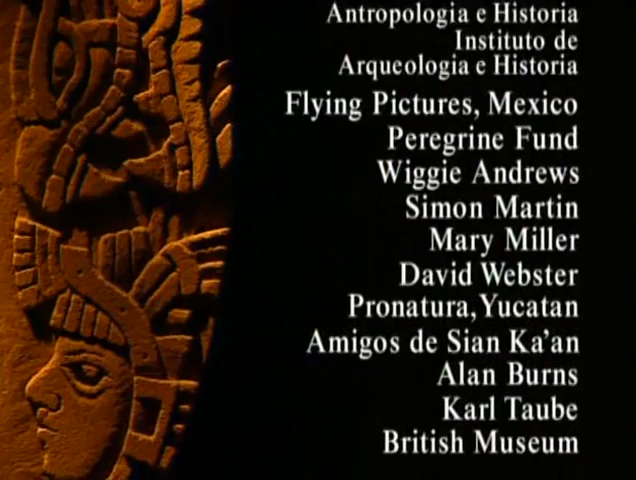 Antropologia e Historia
Instituto de
Arqueologia e Historia
Flying Pictures, Mexico
Peregrine Fund
Wiggie Andrews
Simon Martin
Mary Miller
David Webster
Pronatura, Yucatan
Amigos de Sian Ka'an
Alan Burns
Karl Taube
British Museum